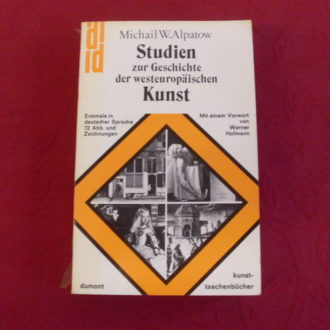 Michail W. Alpatow
Studien
zur Geschichte
der westeuropäischen
Kunst
Erstmals in
deutscher Sprache
72 Abb. und
Zeichnungen
Mit einem Vorwort
von
Werner
Hofmann
dumont
kunst-
taschenbücher